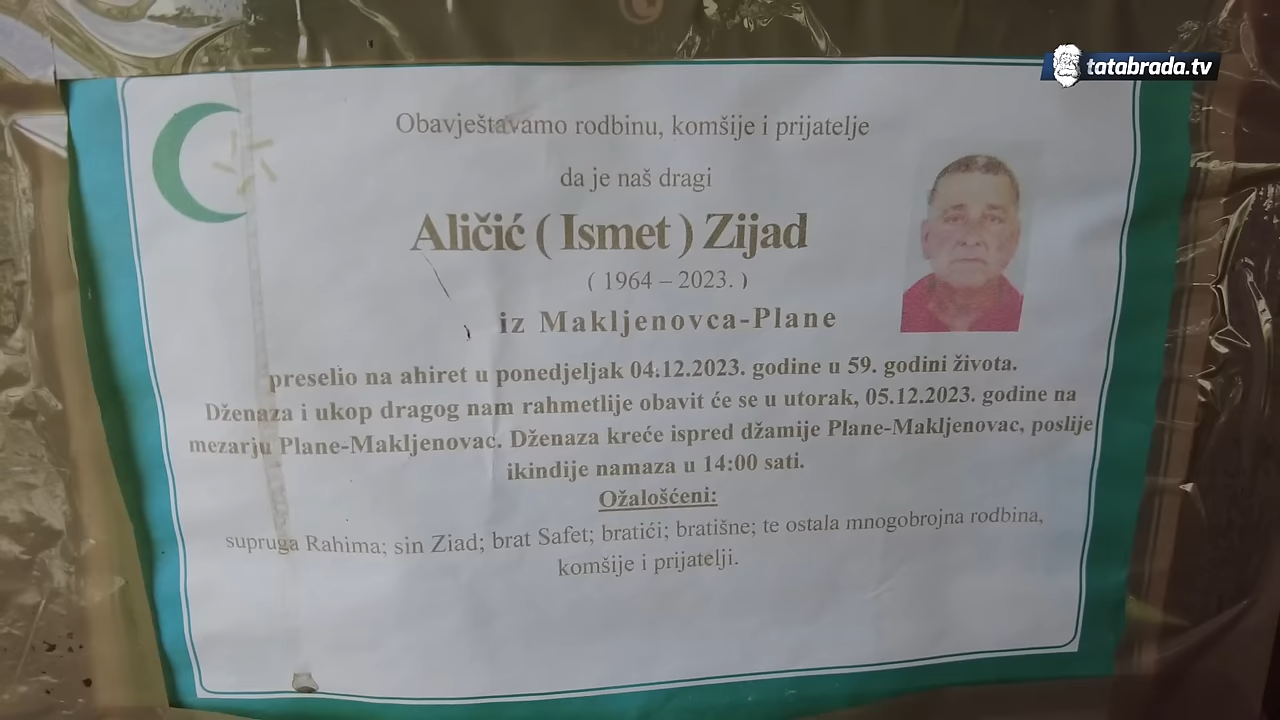 tatabrada.tv
Obavještavamo rodbinu, komšije i prijatelje
da je naš dragi
Aličić ( Ismet ) Zijad
( 1964 – 2023. )
iz Makljenovca-Plane
preselio na ahiret u ponedjeljak 04.12.2023. godine u 59. godini života.
Dženaza i ukop dragog nam rahmetlije obavit će se u utorak, 05.12.2023. godine na
mezarju Plane-Makljenovac. Dženaza kreće ispred džamije Plane-Makljenovac, poslije
ikindije namaza u 14:00 sati.
Ožalošćeni:
supruga Rahima; sin Ziad; brat Safet; bratići; bratišne; te ostala mnogobrojna rodbina,
komšije i prijatelji.